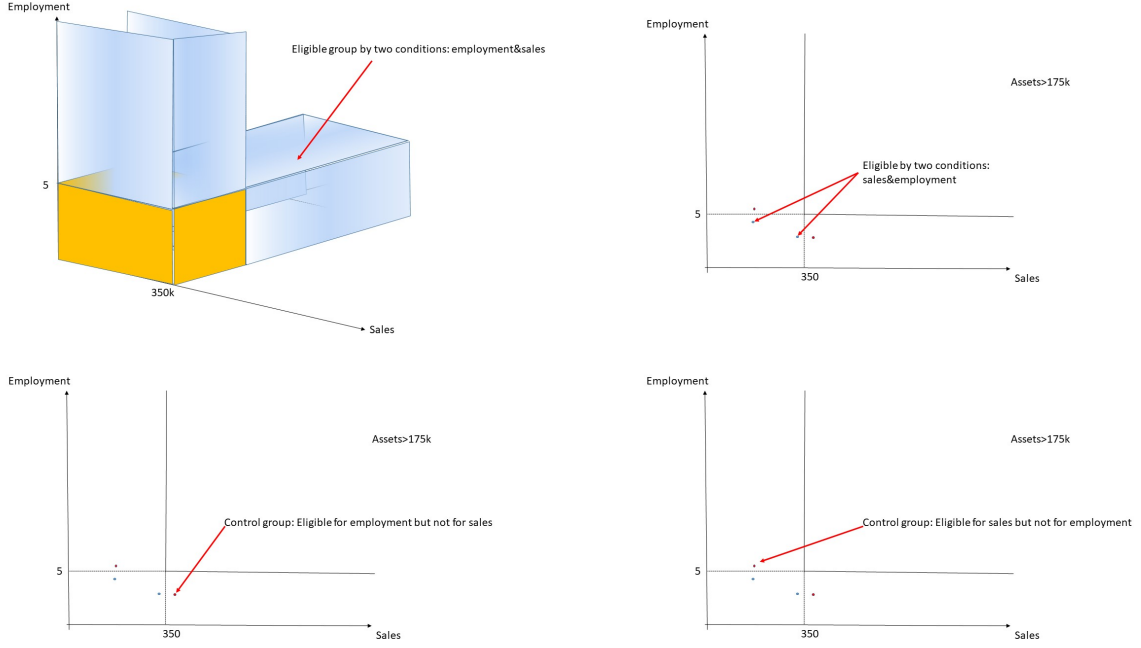 Employment
Eligible group by two conditions: employment&sales
5
350k
Sales
Employment
Assets>175k
Eligible by two conditions:
sales&employment
5
350
Sales
Employment
Assets>175k
Control group: Eligible for employment but not for sales
5
350
Sales
Employment
Assets>175k
Control group: Eligible for sales but not for employment
5
350
Sales